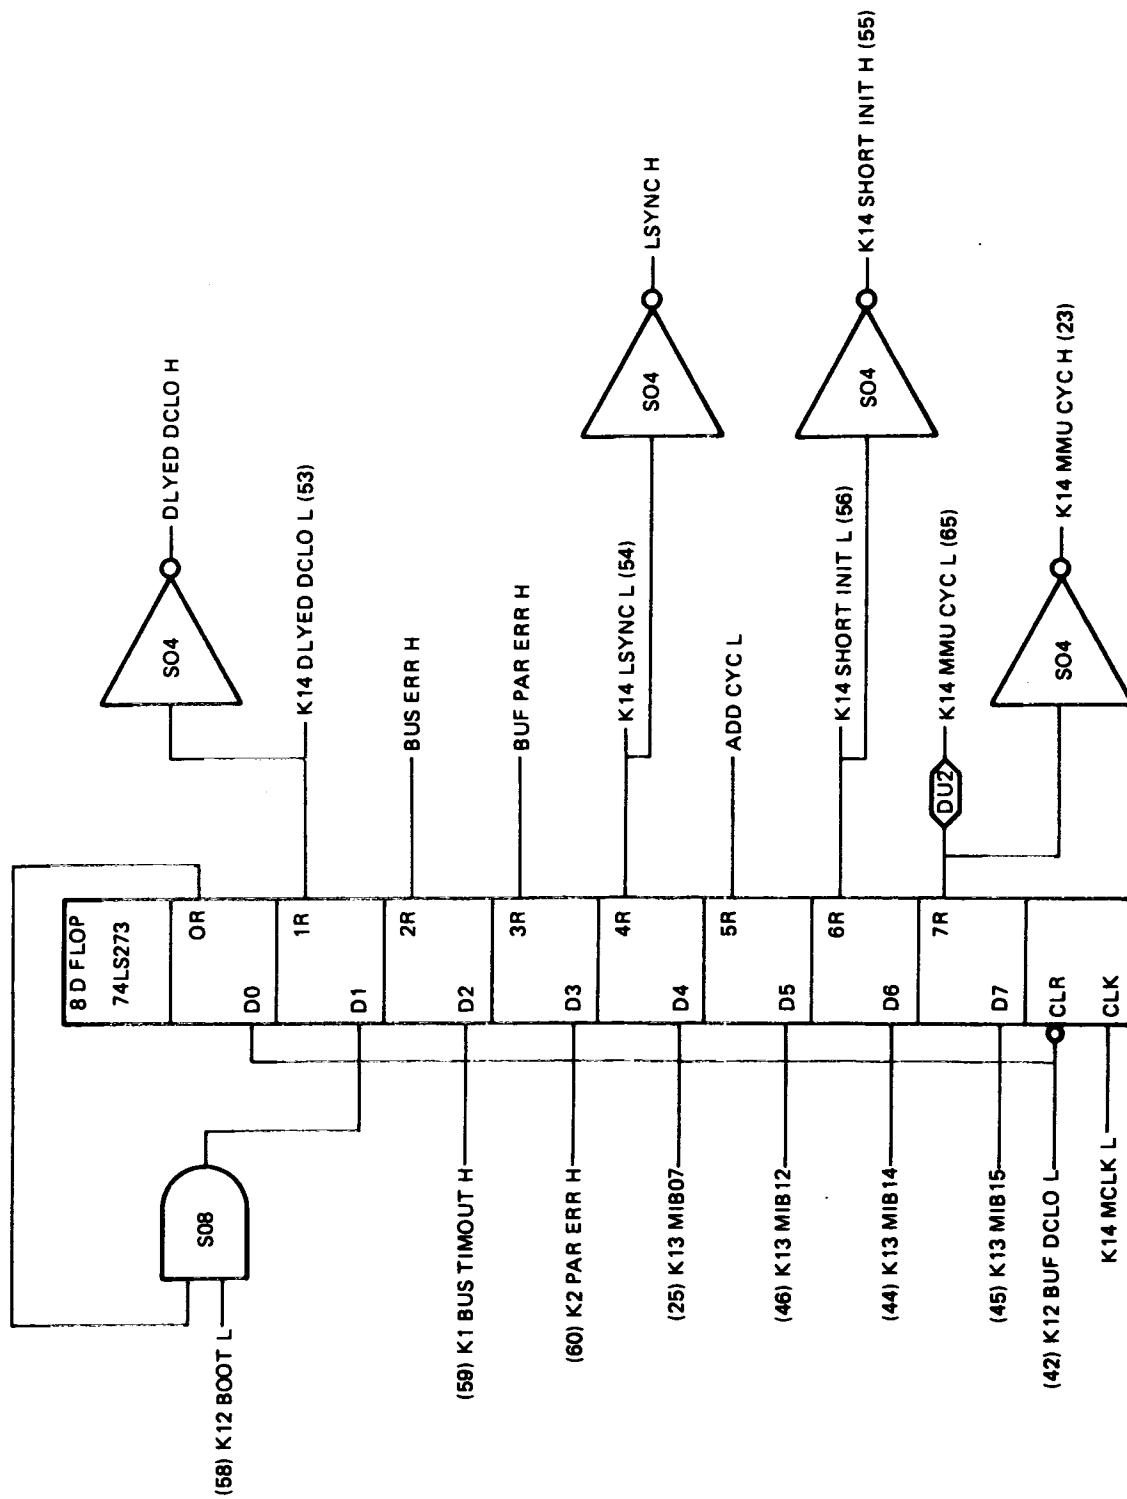 8 D FLOP
74LS273
0R
D0
1R
D1
2R
D2
3R
D3
4R
D4
5R
D5
6R
D6
7R
D7
CLR
CLK
S08
(58) K12 BOOT L
(59) K1 BUS TIMOUT H
(60) K2 PAR ERR H
(25) K13 MIB07
(46) K13 MIB12
(44) K13 MIB14
(45) K13 MIB15
(42) K12 BUF DCLO L
K14 MCLK L
S04
DLYED DCLO H
K14 DLYED DCLO L (53)
BUS ERR H
BUF PAR ERR H
K14 LSYNC L (54)
S04
LSYNC H
ADD CYC L
K14 SHORT INIT L (56)
S04
K14 SHORT INIT H (55)
DU2
K14 MMU CYC L (65)
S04
K14 MMU CYC H (23)